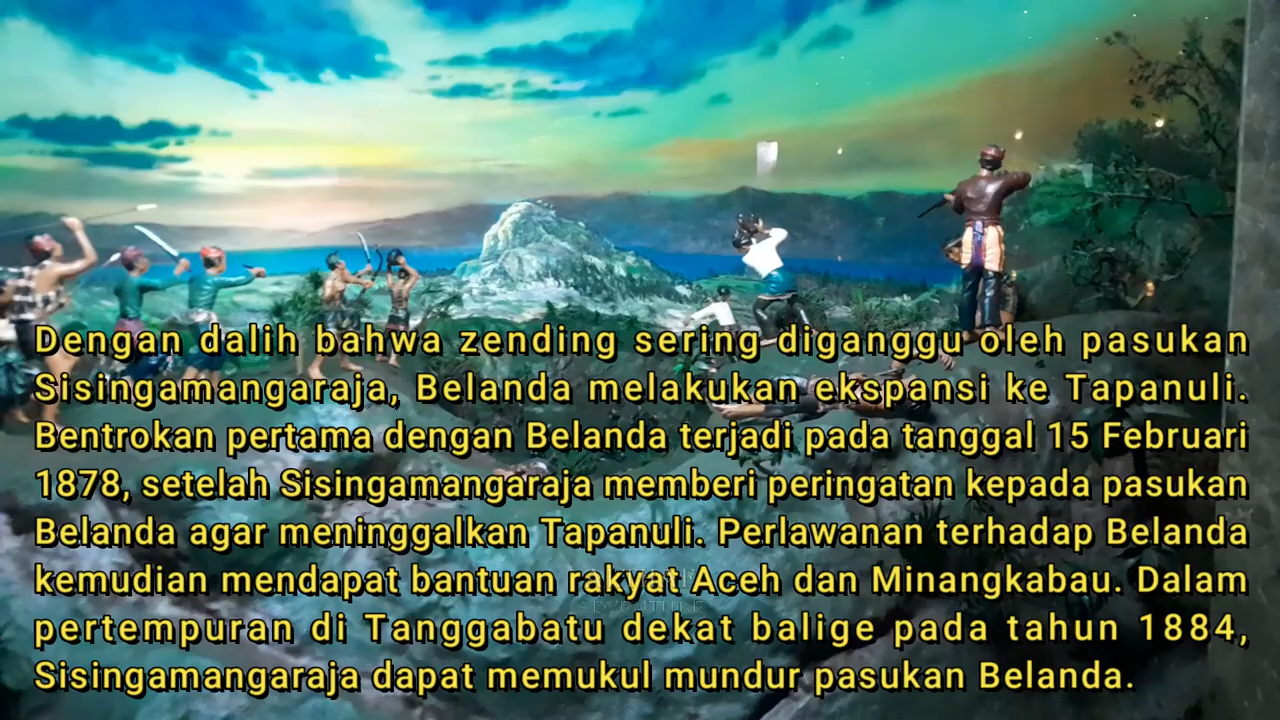 Dengan dalih bahwa zending sering diganggu oleh pasukan
Sisingamangaraja, Belanda melakukan ekspansi ke Tapanuli.
Bentrokan pertama dengan Belanda terjadi pada tanggal 15 Februari
1878, setelah Sisingamangaraja memberi peringatan kepada pasukan
Belanda agar meninggalkan Tapanuli. Perlawanan terhadap Belanda
kemudian mendapat bantuan rakyat Aceh dan Minangkabau. Dalam
pertempuran di Tanggabatu dekat balige pada tahun 1884,
Sisingamangaraja dapat memukul mundur pasukan Belanda.
ADVENTURE